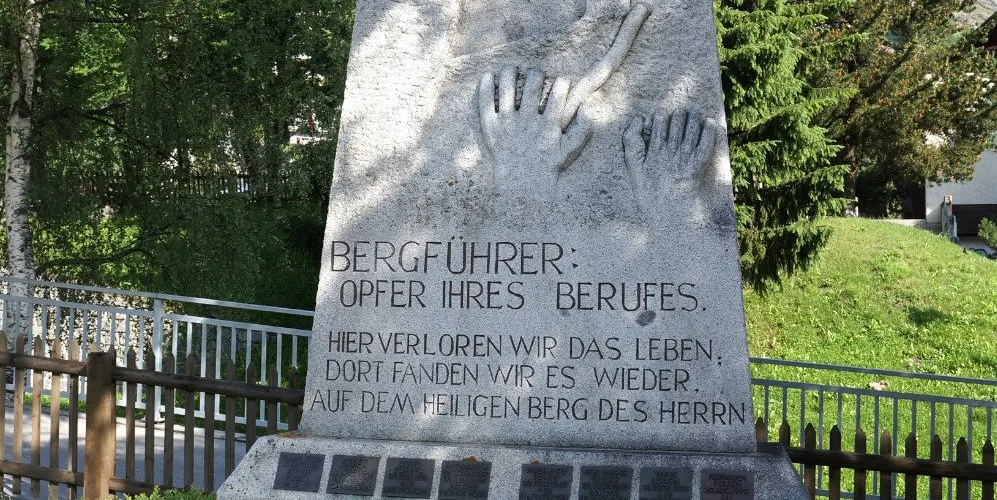 BERGFÜHRER:
OPFER IHRES BERUFES.
HIER VERLOREN WIR DAS LEBEN;
DORT FANDEN WIR ES WIEDER.
AUF DEM HEILIGEN BERG DES HERRN